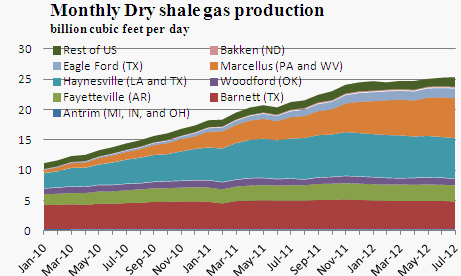 Monthly Dry shale gas production
billion cubic feet per day
30
25
20
15
10
5
0
Rest of US
Bakken (ND)
Eagle Ford (TX)
Marcellus (PA and WV)
Haynesville (LA and TX)
Woodford (OK)
Fayetteville (AR)
Barnett (TX)
Antrim (MI, IN, and OH)
Jan-10
Mar-10
May-10
Jul-10
Sep-10
Nov-10
Jan-11
Mar-11
May-11
Jul-11
Sep-11
Nov-11
Jan-12
Mar-12
May-12
Jul-12